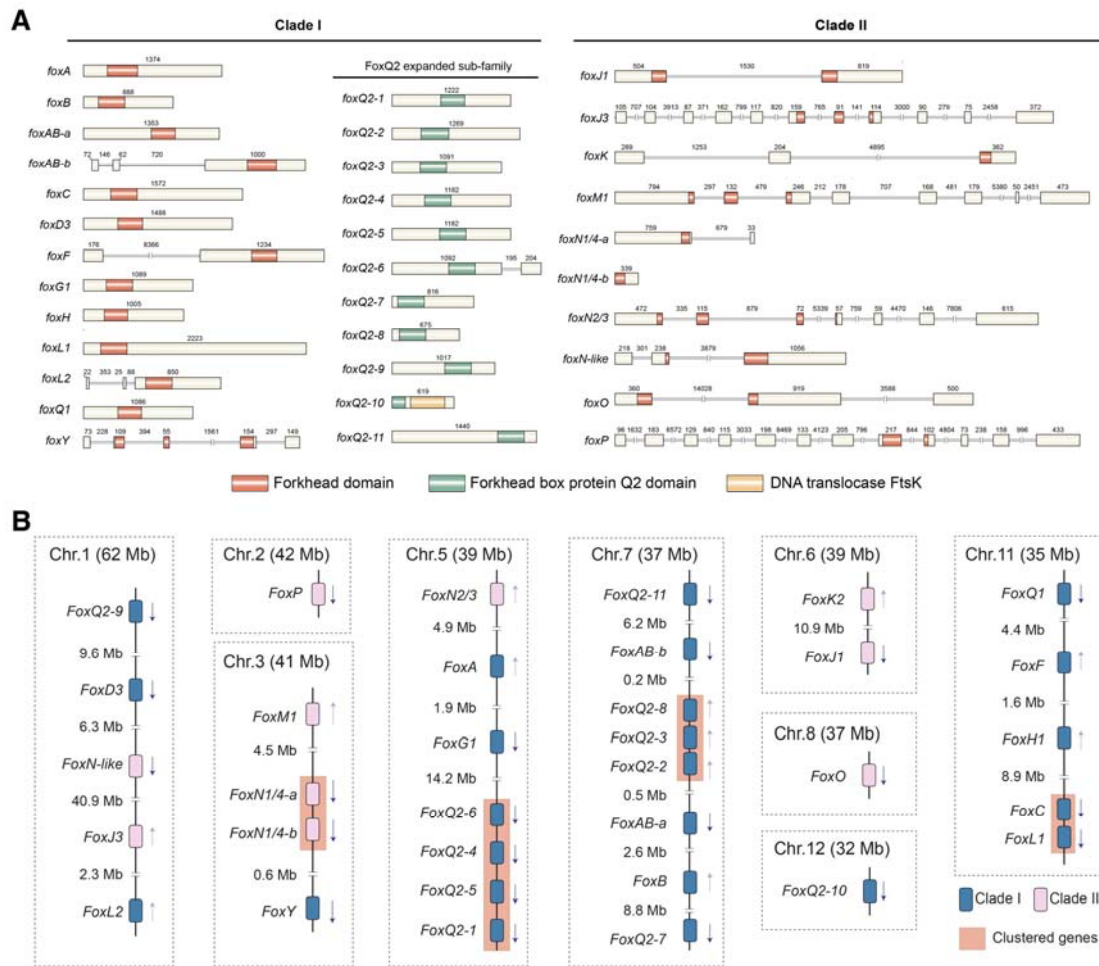 A
Clade I
Clade II
FoxQ2 expanded sub-family
foxA
1374
foxB
888
foxAB-a
1353
foxAB-b
72 146 62 720 1000
foxC
1572
foxD3
1488
foxF
176 8366 1234
foxG1
1089
foxH
1005
foxL1
2223
foxL2
22 353 25 88 850
foxQ1
1086
foxY
73 228 109 394 55 1561 154 297 149
foxQ2-1
1222
foxQ2-2
1269
foxQ2-3
1091
foxQ2-4
1182
foxQ2-5
1182
foxQ2-6
1092 195 204
foxQ2-7
816
foxQ2-8
675
foxQ2-9
1017
foxQ2-10
619
foxQ2-11
1440
foxJ1
504 1530 819
foxJ3
105 707 104 3913 87 371 162 799 117 820 159 765 91 141 114 3000 90 279 75 2458 372
foxK
289 1253 204 4895 362
foxM1
794 297 132 479 246 212 178 707 168 481 179 5380 50 2451 473
foxN1/4-a
759 679 33
foxN1/4-b
339
foxN2/3
472 335 115 879 72 5339 57 759 59 4470 146 7806 615
foxN-like
218 301 238 3879 1056
foxO
360 14028 919 3588 500
foxP
96 1632 183 6572 129 840 115 3033 198 8469 133 4123 205 796 217 844 102 4804 73 238 158 996 433
Forkhead domain
Forkhead box protein Q2 domain
DNA translocase FtsK
B
Chr.1 (62 Mb)
FoxQ2-9
9.6 Mb
FoxD3
6.3 Mb
FoxN-like
40.9 Mb
FoxJ3
2.3 Mb
FoxL2
Chr.2 (42 Mb)
FoxP
Chr.3 (41 Mb)
FoxM1
4.5 Mb
FoxN1/4-a
FoxN1/4-b
0.6 Mb
FoxY
Chr.5 (39 Mb)
FoxN2/3
4.9 Mb
FoxA
1.9 Mb
FoxG1
14.2 Mb
FoxQ2-6
FoxQ2-4
FoxQ2-5
FoxQ2-1
Chr.7 (37 Mb)
FoxQ2-11
6.2 Mb
FoxAB-b
0.2 Mb
FoxQ2-8
FoxQ2-3
FoxQ2-2
0.5 Mb
FoxAB-a
2.6 Mb
FoxB
8.8 Mb
FoxQ2-7
Chr.6 (39 Mb)
FoxK2
10.9 Mb
FoxJ1
Chr.8 (37 Mb)
FoxO
Chr.12 (32 Mb)
FoxQ2-10
Chr.11 (35 Mb)
FoxQ1
4.4 Mb
FoxF
1.6 Mb
FoxH1
8.9 Mb
FoxC
FoxL1
Clade I
Clade II
Clustered genes